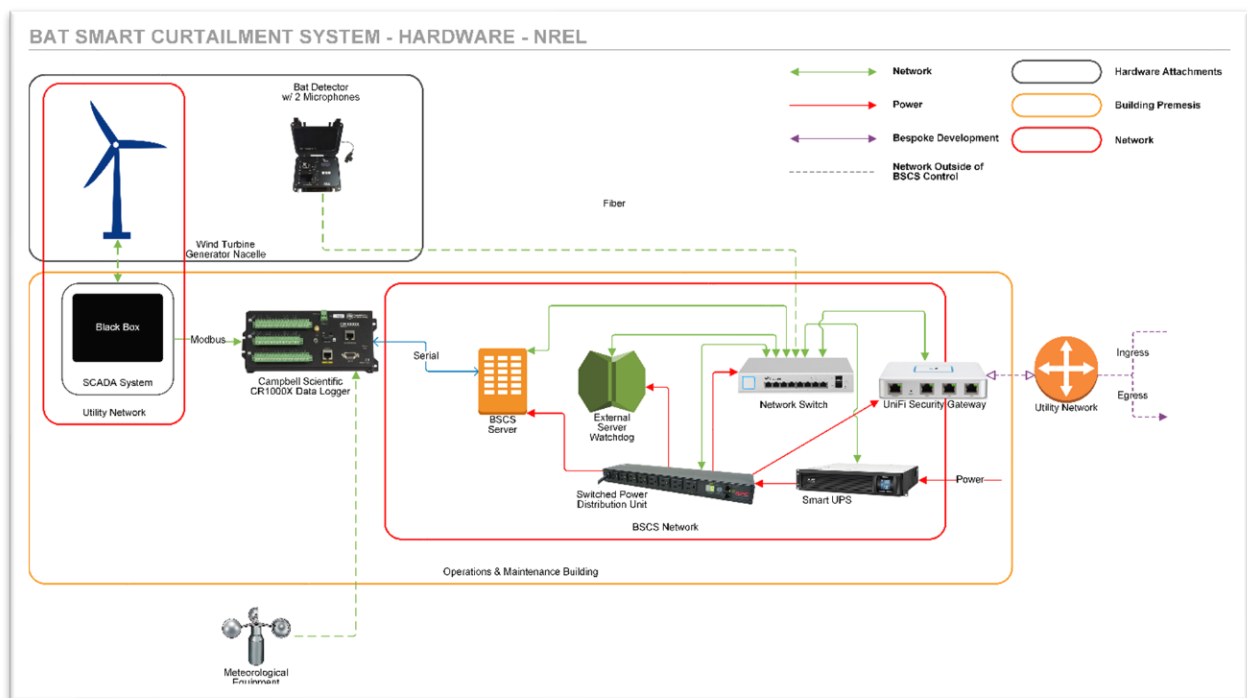 BAT SMART CURTAILMENT SYSTEM - HARDWARE - NREL
Bat Detector
w/ 2 Microphones
Network
Power
Bespoke Development
Network Outside of
BSCS Control
Hardware Attachments
Building Premesis
Network
Fiber
Wind Turbine
Generator Nacelle
Black Box
SCADA System
Utility Network
Modbus
Campbell Scientific
CR1000X Data Logger
Serial
BSCS
Server
External
Server
Watchdog
Network Switch
UniFi Security Gateway
Utility Network
Ingress
Egress
Switched Power
Distribution Unit
Smart UPS
Power
BSCS Network
Operations & Maintenance Building
Meteorological
Equipment